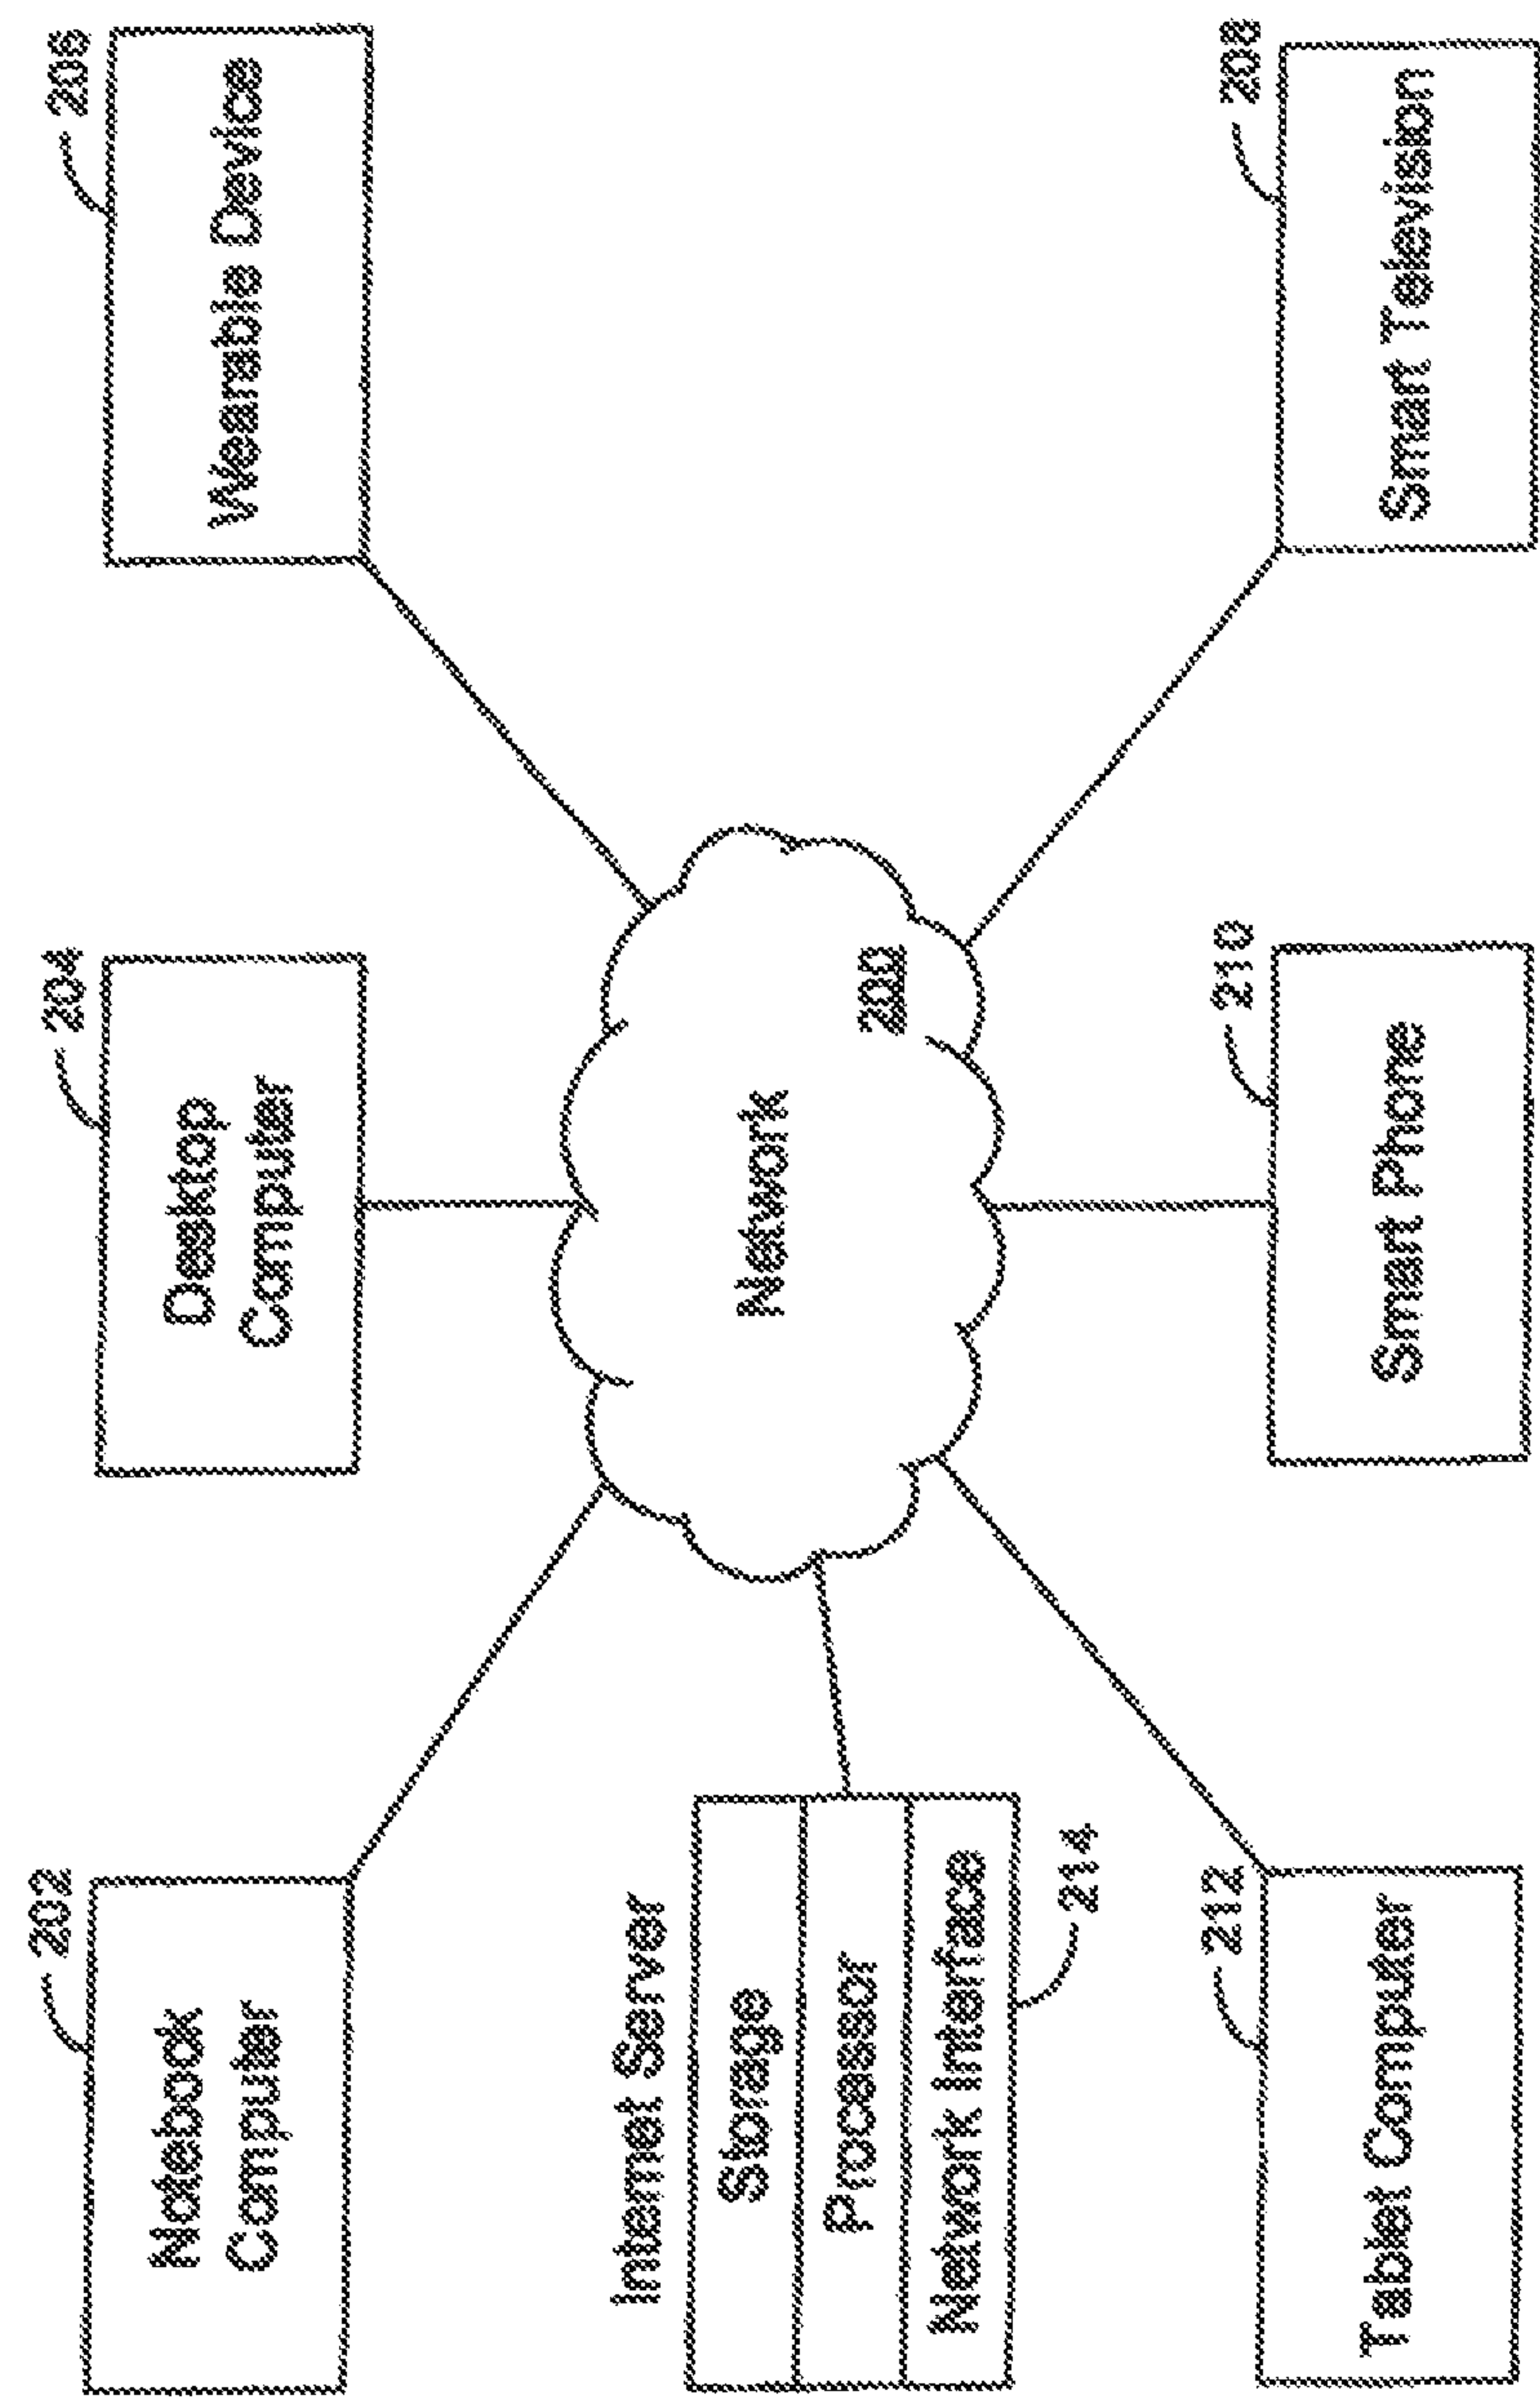 202
Notebook
Computer
204
Desktop
Computer
206
Wearable Device
Internet Server
Storage
Processor
Network Interface
214
Network
200
212
Tablet Computer
210
Smart Phone
208
Smart Television